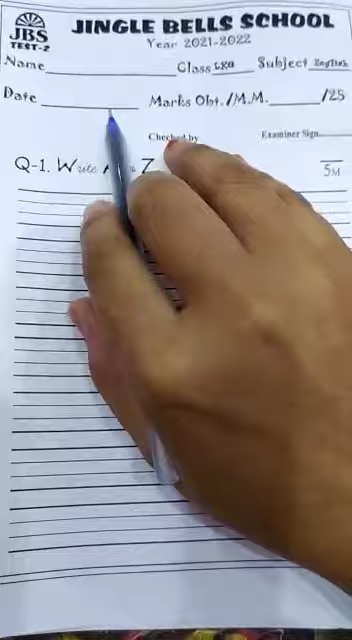 JBS
TEST-2
JINGLE BELLS SCHOOL
Year 2021-2022
Name Class LKG Subject English
Date Marks Obt./M.M. /25
Checked by Examiner Sign.
Q-1. Write Z 5M